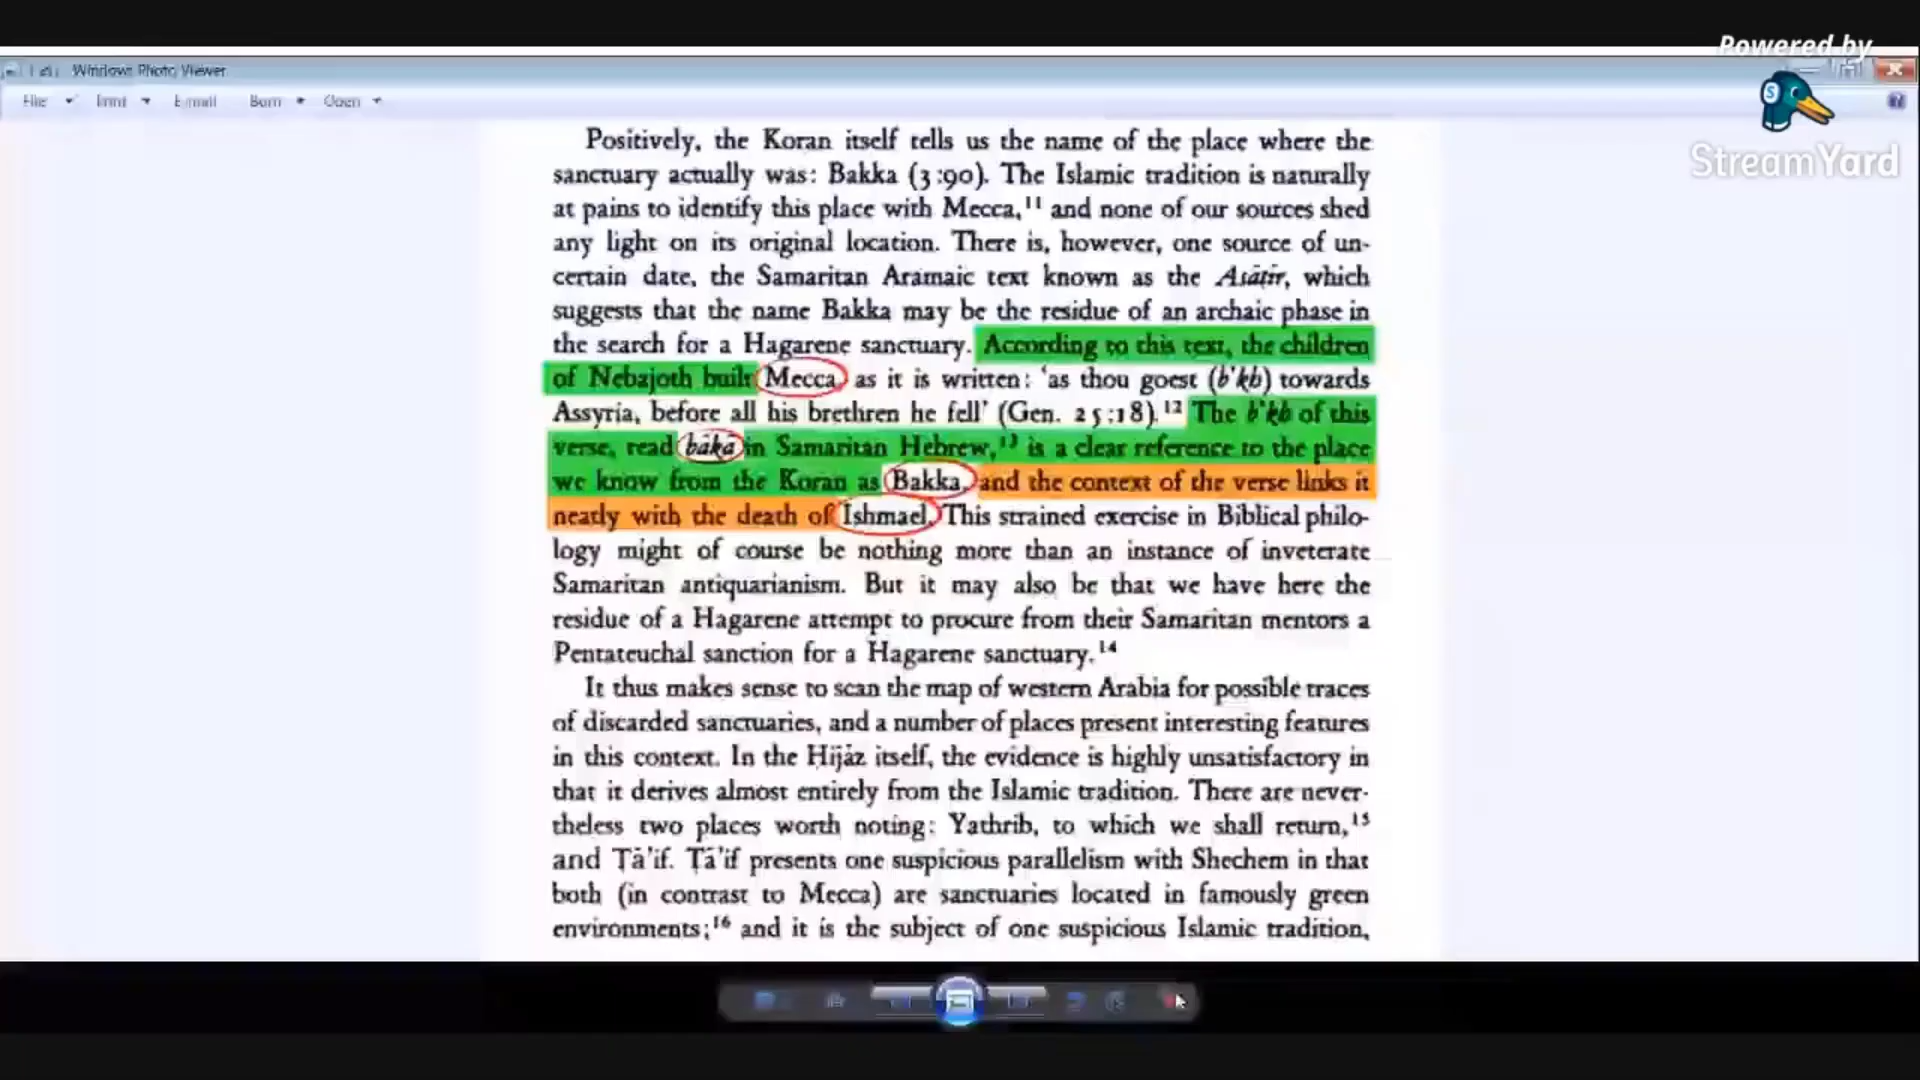 Powered by
Windows Photo Viewer
File Print E-mail Burn Open
StreamYard
Positively, the Koran itself tells us the name of the place where the
sanctuary actually was: Bakka (3:90). The Islamic tradition is naturally
at pains to identify this place with Mecca,¹¹ and none of our sources shed
any light on its original location. There is, however, one source of un-
certain date, the Samaritan Aramaic text known as the Asāṭīr, which
suggests that the name Bakka may be the residue of an archaic phase in
the search for a Hagarene sanctuary. According to this text, the children
of Nebajoth built Mecca, as it is written: 'as thou goest (b'kh) towards
Assyria, before all his brethren he fell' (Gen. 25:18).¹² The b'kh of this
verse, read bākā in Samaritan Hebrew,¹³ is a clear reference to the place
we know from the Koran as Bakka, and the context of the verse links it
neatly with the death of Ishmael. This strained exercise in Biblical philo-
logy might of course be nothing more than an instance of inveterate
Samaritan antiquarianism. But it may also be that we have here the
residue of a Hagarene attempt to procure from their Samaritan mentors a
Pentateuchal sanction for a Hagarene sanctuary.¹⁴
It thus makes sense to scan the map of western Arabia for possible traces
of discarded sanctuaries, and a number of places present interesting features
in this context. In the Ḥijāz itself, the evidence is highly unsatisfactory in
that it derives almost entirely from the Islamic tradition. There are never-
theless two places worth noting: Yathrib, to which we shall return,¹⁵
and Ṭā'if. Ṭā'if presents one suspicious parallelism with Shechem in that
both (in contrast to Mecca) are sanctuaries located in famously green
environments;¹⁶ and it is the subject of one suspicious Islamic tradition,